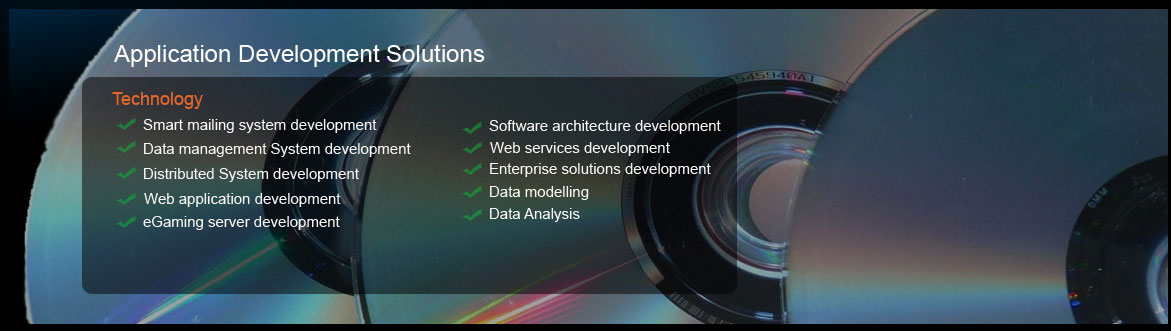 Application Development Solutions
Technology
Smart mailing system development
Data management System development
Distributed System development
Web application development
eGaming server development
Software architecture development
Web services development
Enterprise solutions development
Data modelling
Data Analysis